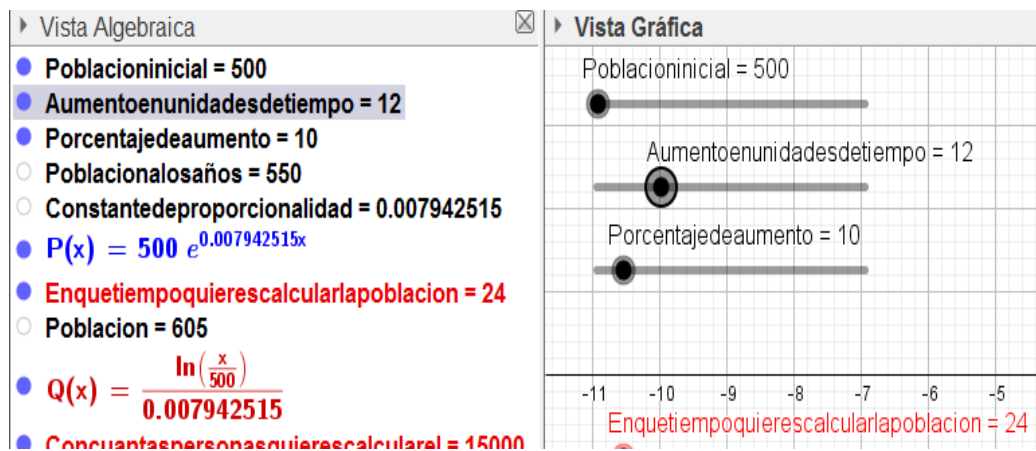 Vista Algebraica
Poblacioninicial = 500
Aumentoenunidadesdetiempo = 12
Porcentajedeaumento = 10
Poblacionalosaños = 550
Constantedeproporcionalidad = 0.007942515
P(x) = 500 e^0.007942515x
Enquetiempoquierescalcularlapoblacion = 24
Poblacion = 605
Q(x) = ln(x/500) / 0.007942515
Concuantaspersonasquierescalcularel = 15000
Vista Gráfica
Poblacioninicial = 500
Aumentoenunidadesdetiempo = 12
Porcentajedeaumento = 10
-11 -10 -9 -8 -7 -6 -5
Enquetiempoquierescalcularlapoblacion = 24